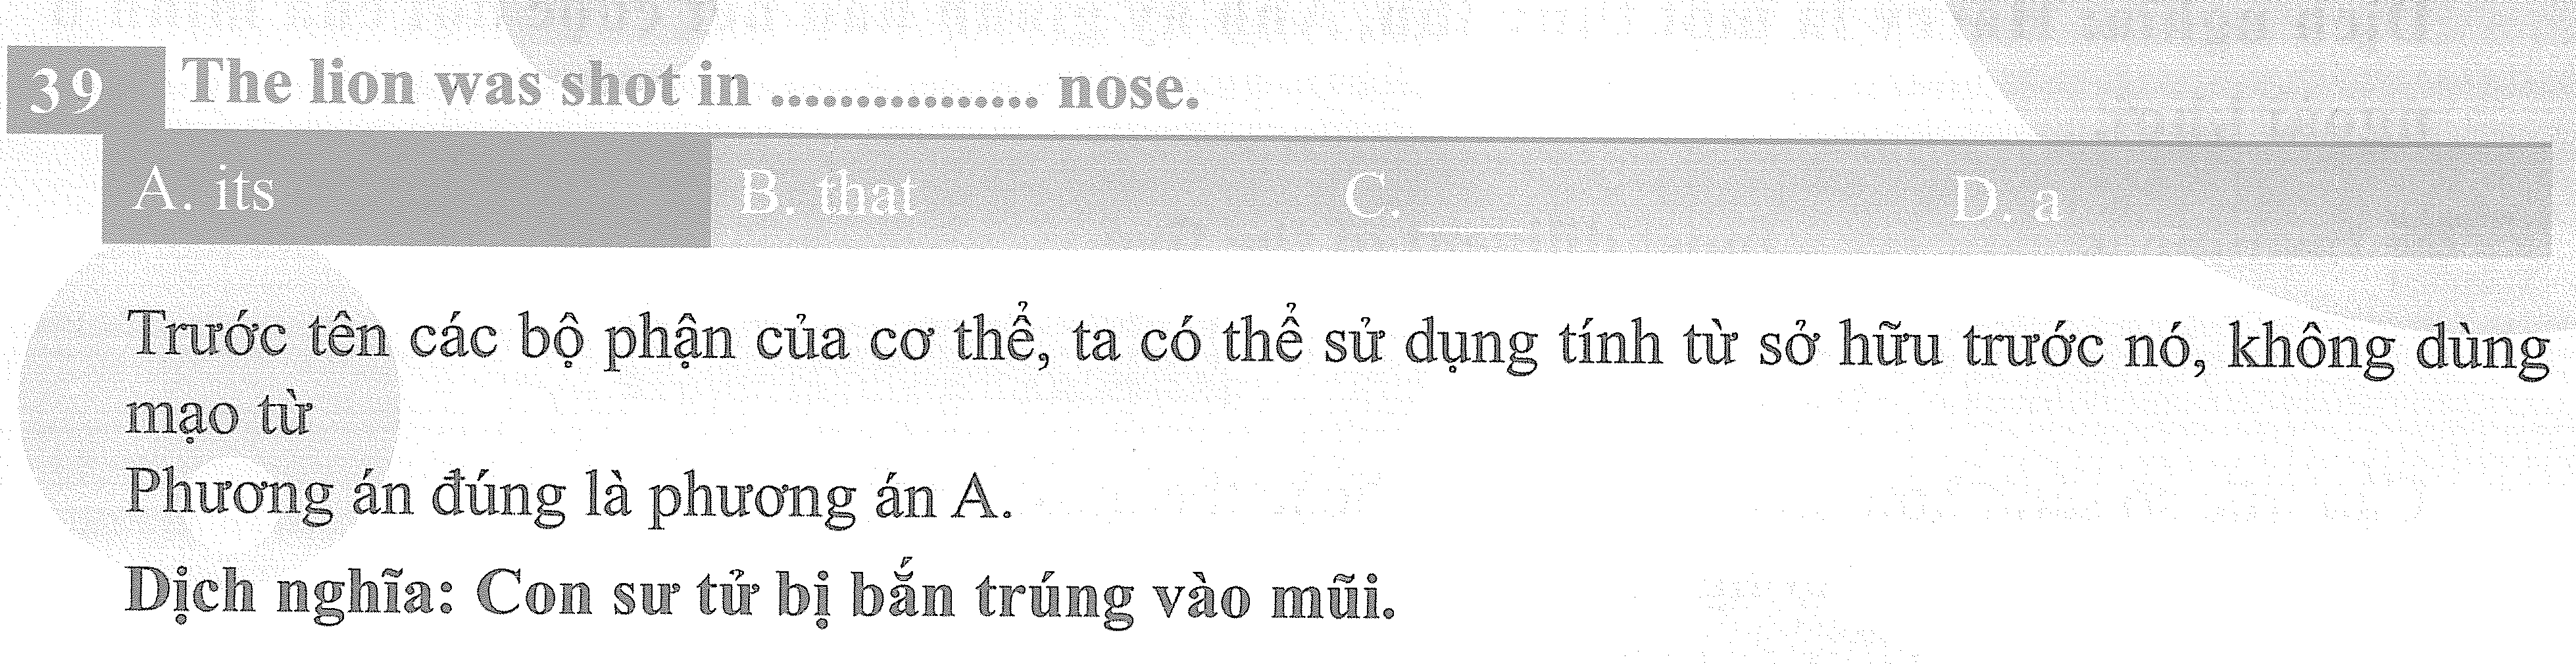 39 The lion was shot in ................ nose.
A. its B. that C. ____ D. a
Trước tên các bộ phận của cơ thể, ta có thể sử dụng tính từ sở hữu trước nó, không dùng
mạo từ
Phương án đúng là phương án A.
Dịch nghĩa: Con sư tử bị bắn trúng vào mũi.